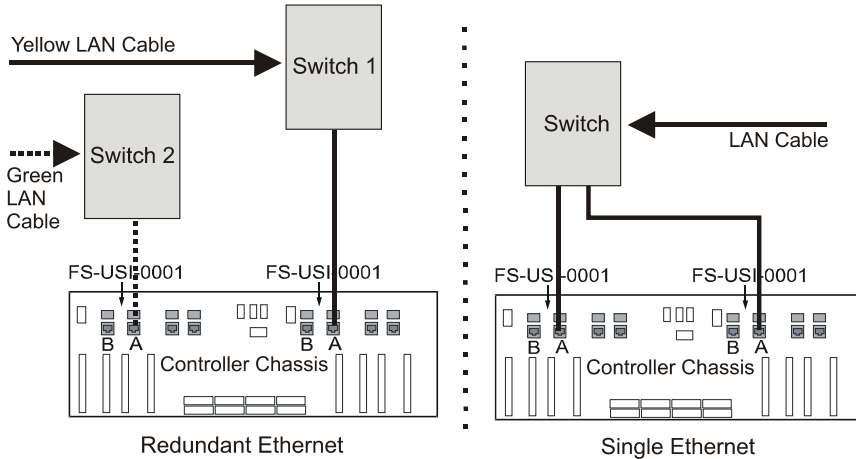 Yellow LAN Cable
Switch 1
Switch 2
Green
LAN
Cable
FS-USI-0001
FS-USI-0001
B A
B A
Controller Chassis
Redundant Ethernet
Switch
LAN Cable
FS-USI-0001
FS-USI-0001
B A
B A
Controller Chassis
Single Ethernet